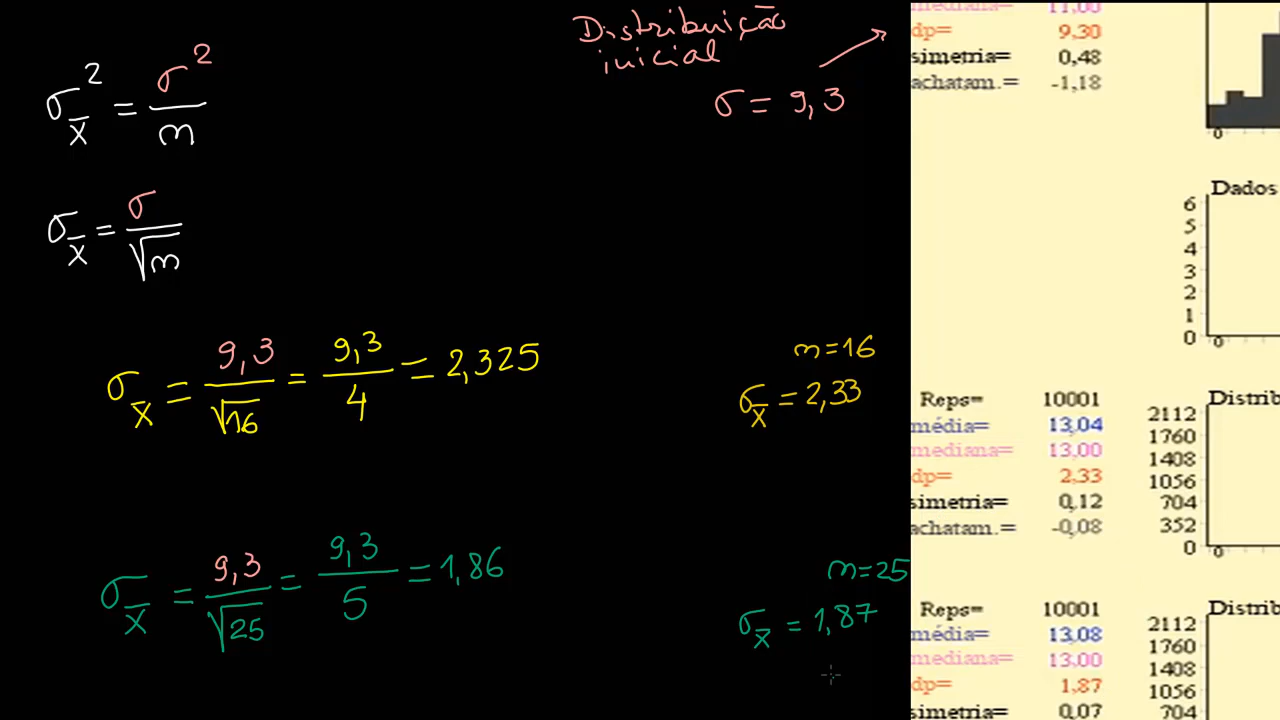 Distribuição
inicial
σ = 9,3
σ_x̄² = σ²/n
σ_x̄ = σ/√n
σ_x̄ = 9,3/√16 = 9,3/4 = 2,325
n=16
σ_x̄ = 2,33
σ_x̄ = 9,3/√25 = 9,3/5 = 1,86
n=25
σ_x̄ = 1,87
mediana= 11,00
dp= 9,30
simetria= 0,48
achatam.= -1,18
0
Dados
6
5
4
3
2
1
0
0
Reps= 10001
média= 13,04
mediana= 13,00
dp= 2,33
simetria= 0,12
achatam.= -0,08
Distrib
2112
1760
1408
1056
704
352
0
0
Reps= 10001
média= 13,08
mediana= 13,00
dp= 1,87
simetria= 0,07
Distrib
2112
1760
1408
1056
704